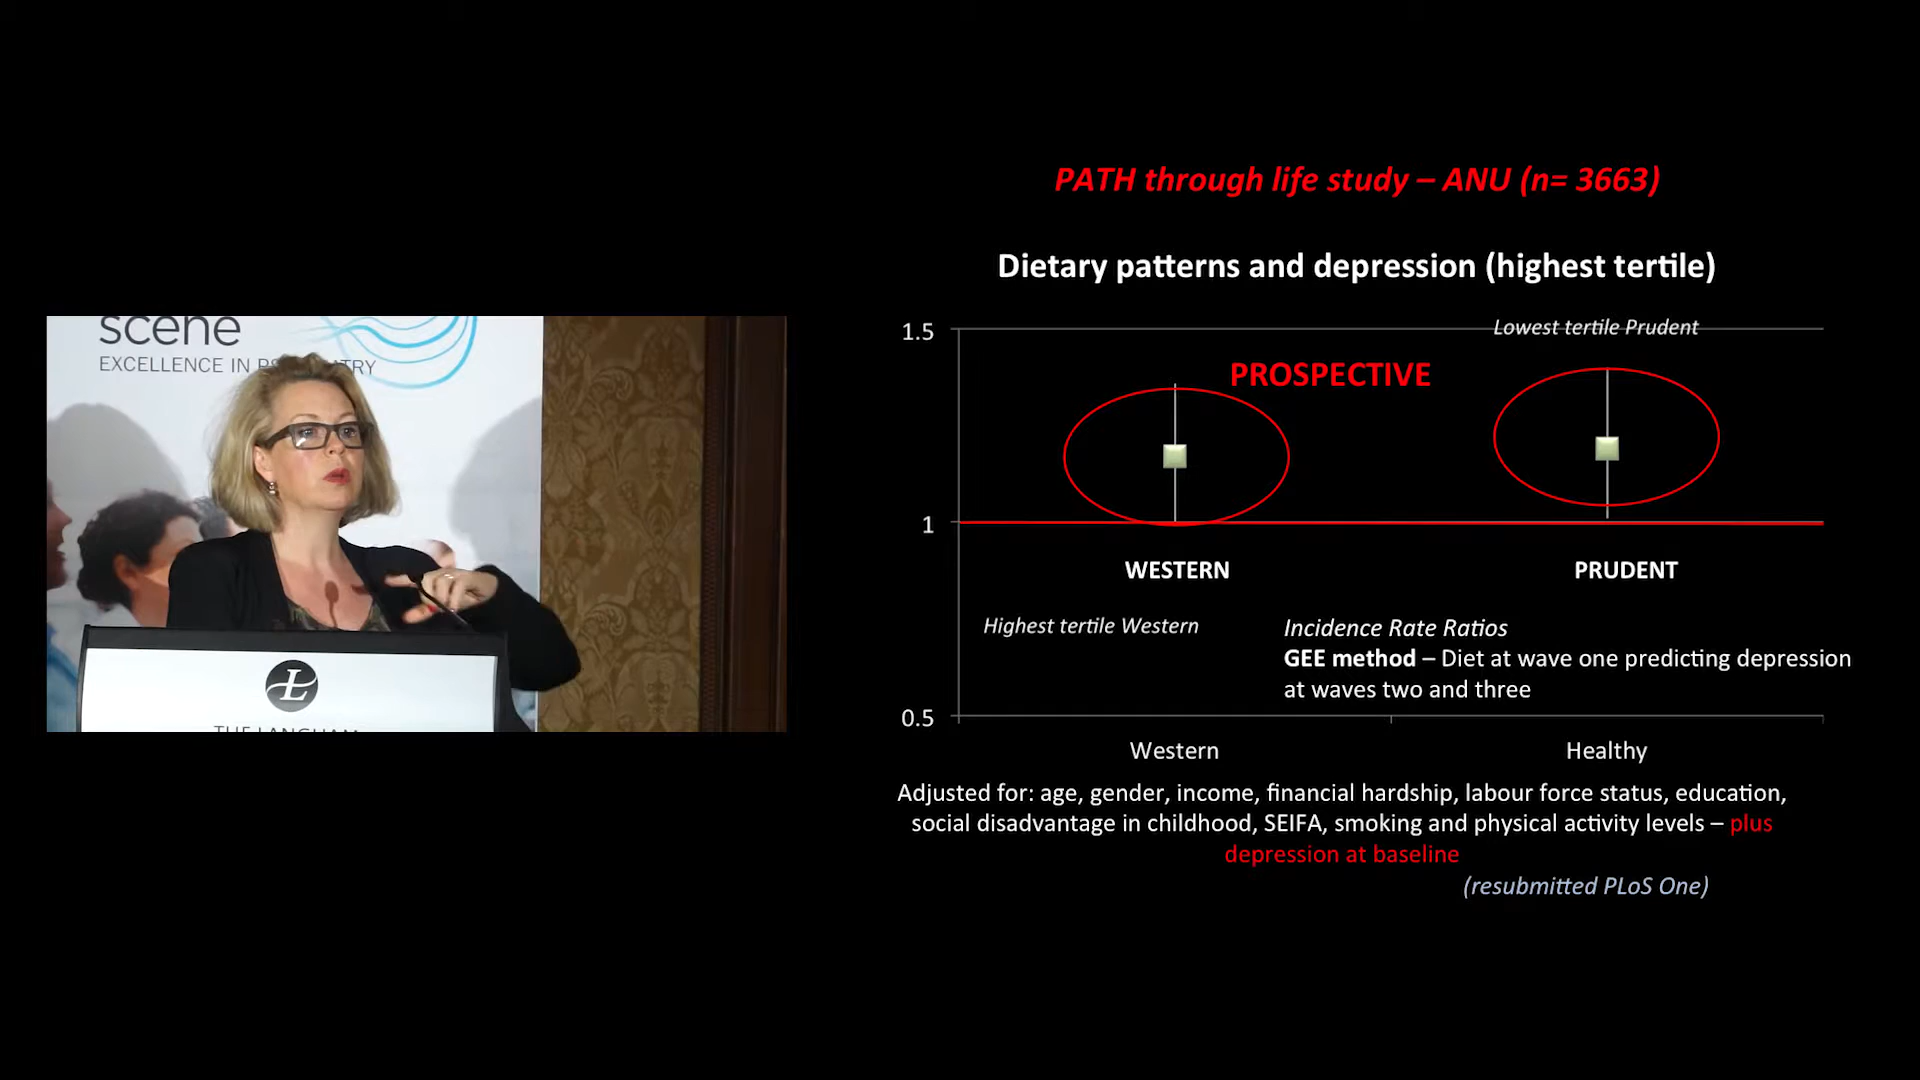 scene
EXCELLENCE IN PSYCHIATRY
THE LANGHAM
PATH through life study – ANU (n= 3663)
Dietary patterns and depression (highest tertile)
1.5
Lowest tertile Prudent
PROSPECTIVE
1
WESTERN
PRUDENT
Highest tertile Western
Incidence Rate Ratios
GEE method – Diet at wave one predicting depression
at waves two and three
0.5
Western
Healthy
Adjusted for: age, gender, income, financial hardship, labour force status, education,
social disadvantage in childhood, SEIFA, smoking and physical activity levels – plus
depression at baseline
(resubmitted PLoS One)